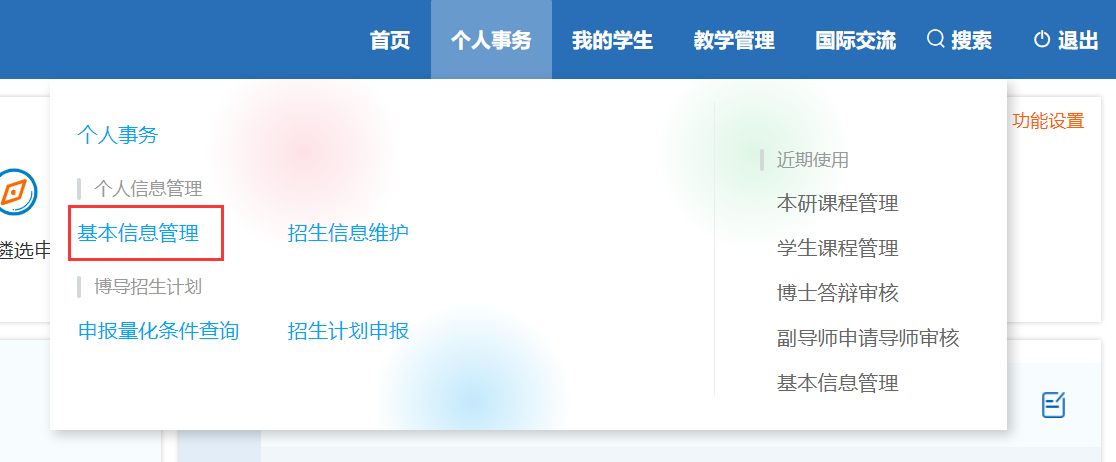 首页 个人事务 我的学生 教学管理 国际交流 搜索 退出
功能设置
个人事务
个人信息管理
基本信息管理 招生信息维护
博导招生计划
申报量化条件查询 招生计划申报
近期使用
本研课程管理
学生课程管理
博士答辩审核
副导师申请导师审核
基本信息管理
遴选申